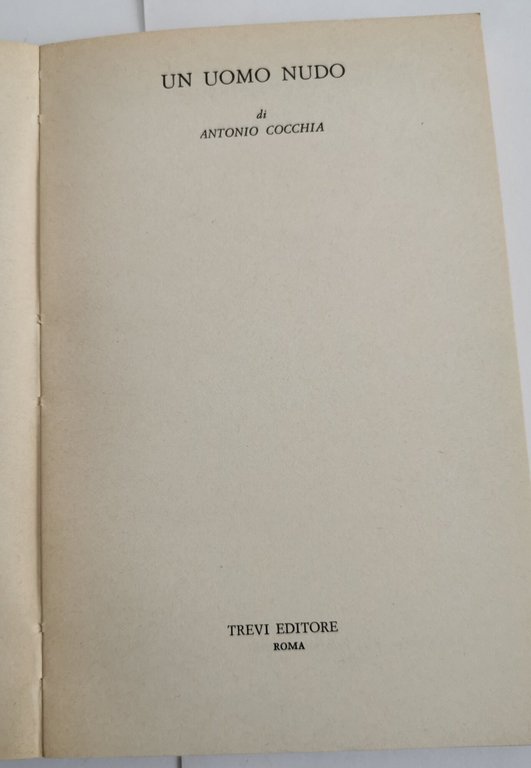 UN UOMO NUDO
di
ANTONIO COCCHIA
TREVI EDITORE
ROMA